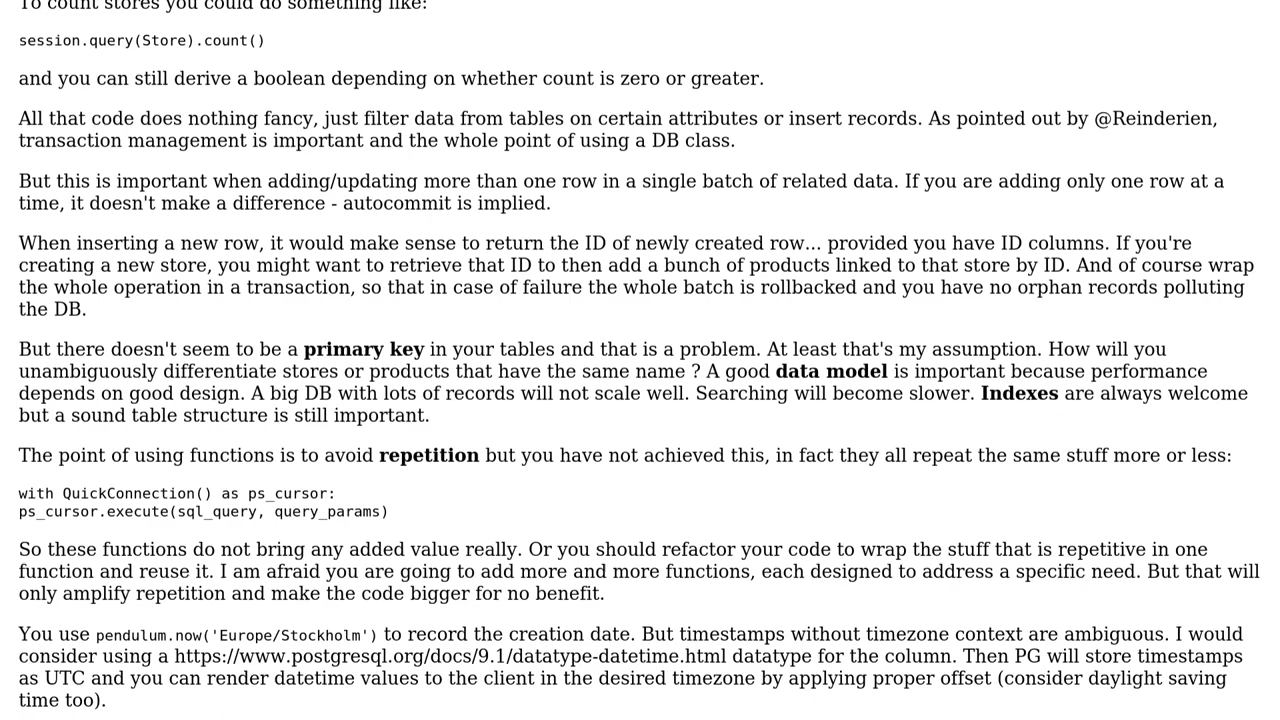 To count stores you could do something like:
session.query(Store).count()
and you can still derive a boolean depending on whether count is zero or greater.
All that code does nothing fancy, just filter data from tables on certain attributes or insert records. As pointed out by @Reinderien,
transaction management is important and the whole point of using a DB class.
But this is important when adding/updating more than one row in a single batch of related data. If you are adding only one row at a
time, it doesn't make a difference - autocommit is implied.
When inserting a new row, it would make sense to return the ID of newly created row... provided you have ID columns. If you're
creating a new store, you might want to retrieve that ID to then add a bunch of products linked to that store by ID. And of course wrap
the whole operation in a transaction, so that in case of failure the whole batch is rollbacked and you have no orphan records polluting
the DB.
But there doesn't seem to be a primary key in your tables and that is a problem. At least that's my assumption. How will you
unambiguously differentiate stores or products that have the same name ? A good data model is important because performance
depends on good design. A big DB with lots of records will not scale well. Searching will become slower. Indexes are always welcome
but a sound table structure is still important.
The point of using functions is to avoid repetition but you have not achieved this, in fact they all repeat the same stuff more or less:
with QuickConnection() as ps_cursor:
ps_cursor.execute(sql_query, query_params)
So these functions do not bring any added value really. Or you should refactor your code to wrap the stuff that is repetitive in one
function and reuse it. I am afraid you are going to add more and more functions, each designed to address a specific need. But that will
only amplify repetition and make the code bigger for no benefit.
You use pendulum.now('Europe/Stockholm') to record the creation date. But timestamps without timezone context are ambiguous. I would
consider using a https://www.postgresql.org/docs/9.1/datatype-datetime.html datatype for the column. Then PG will store timestamps
as UTC and you can render datetime values to the client in the desired timezone by applying proper offset (consider daylight saving
time too).